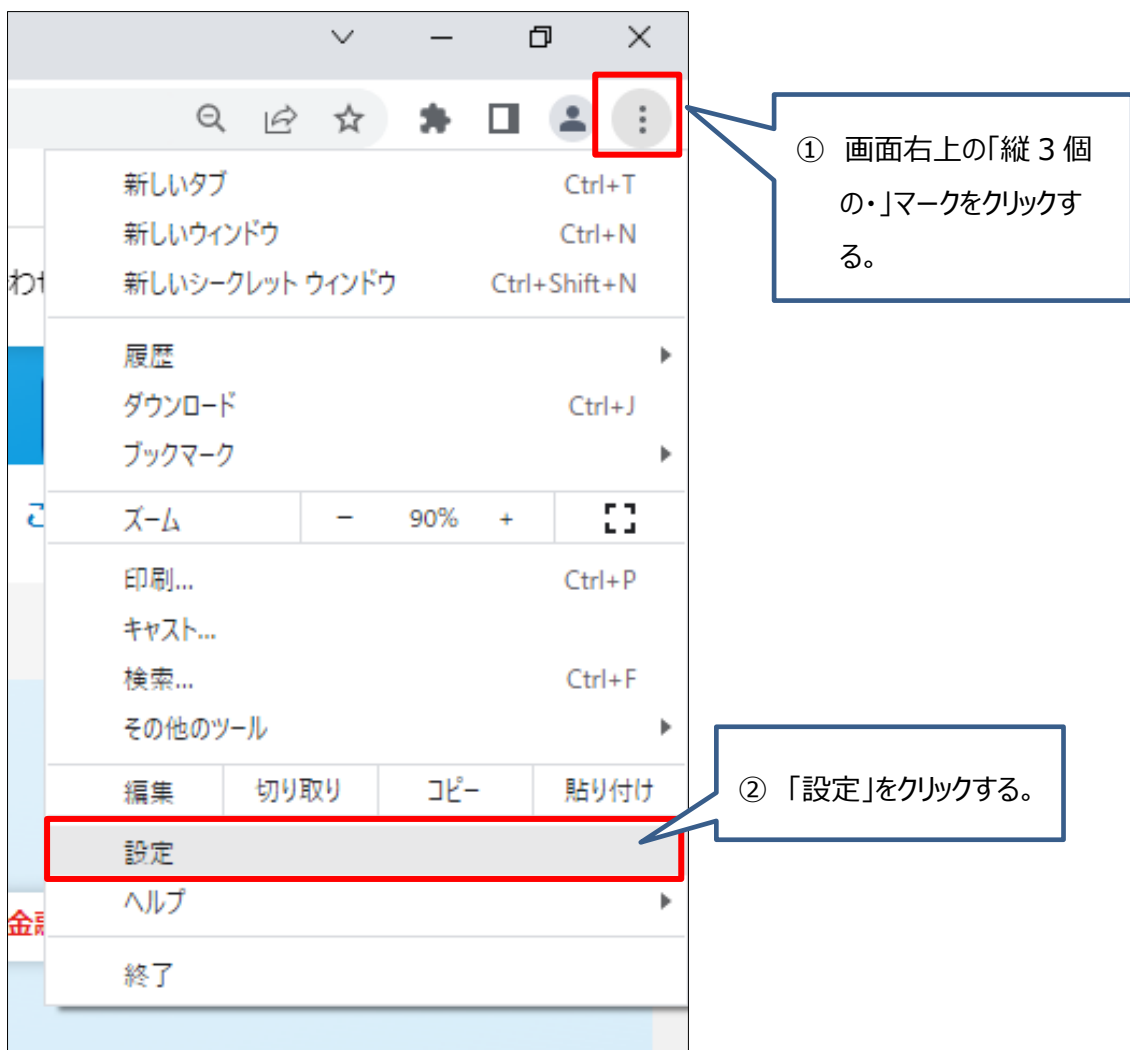 ① 画面右上の「縦３個
の・」マークをクリックす
る。
新しいタブ Ctrl+T
新しいウィンドウ Ctrl+N
わせ
新しいシークレット ウィンドウ Ctrl+Shift+N
履歴
ダウンロード Ctrl+J
ブックマーク
こ
ズーム － 90% +
印刷... Ctrl+P
キャスト...
検索... Ctrl+F
その他のツール
編集 切り取り コピー 貼り付け
② 「設定」をクリックする。
設定
ヘルプ
金
終了